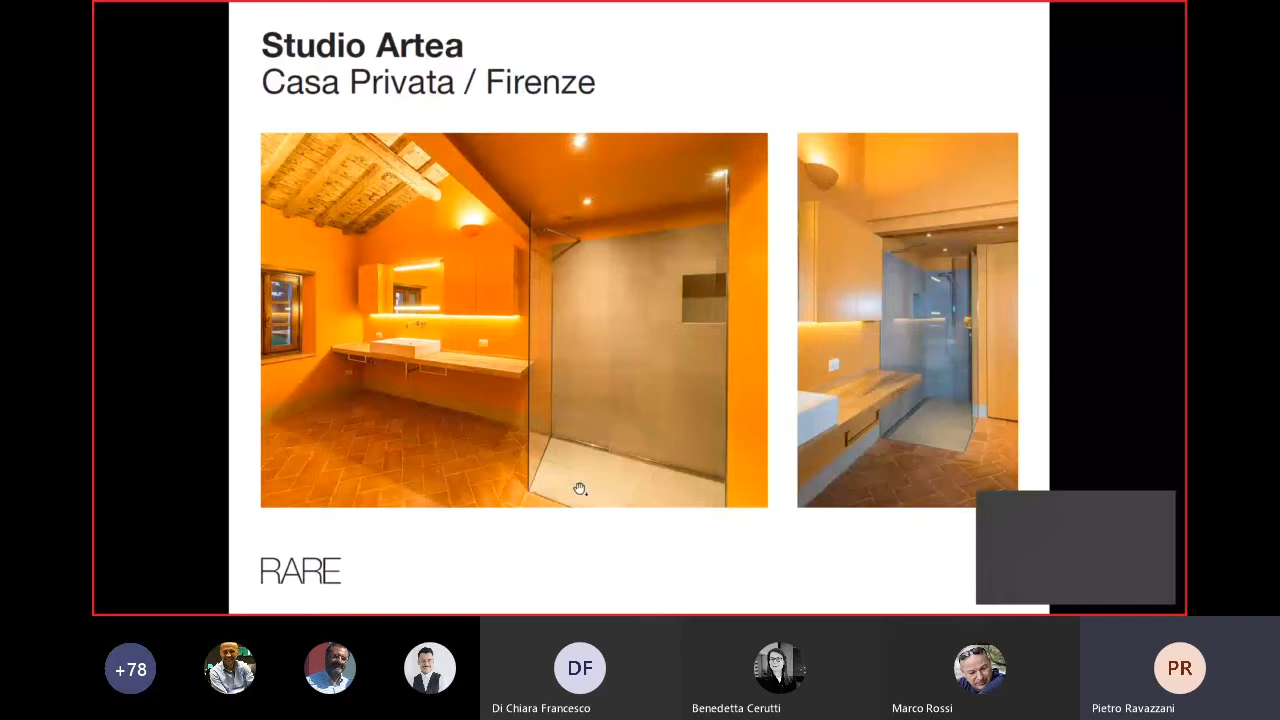 Studio Artea
Casa Privata / Firenze
RARE
+78
DF
PR
Di Chiara Francesco
Benedetta Cerutti
Marco Rossi
Pietro Ravazzani